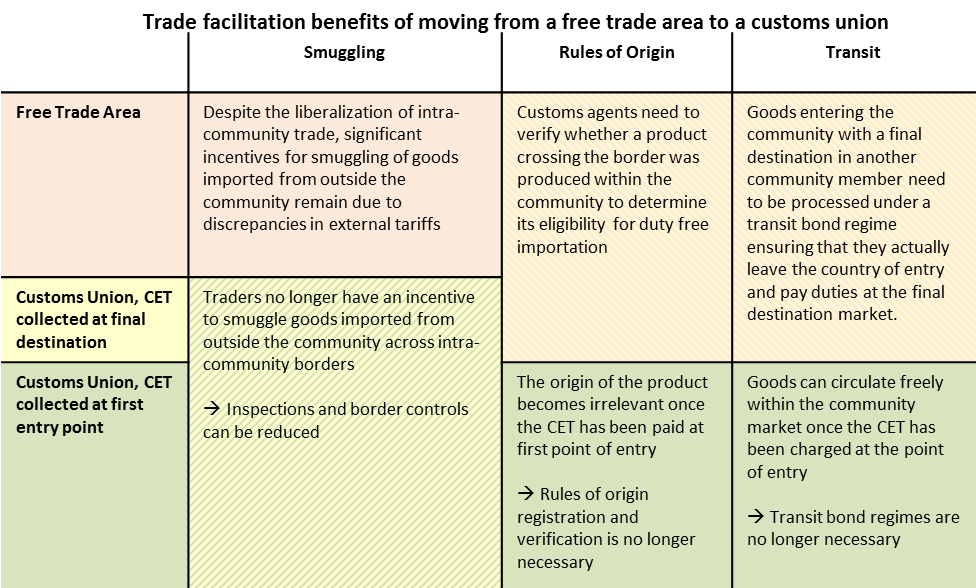 Trade facilitation benefits of moving from a free trade area to a customs union
Smuggling
Rules of Origin
Transit
Free Trade Area
Despite the liberalization of intra-
community trade, significant
incentives for smuggling of goods
imported from outside the
community remain due to
discrepancies in external tariffs
Customs agents need to
verify whether a product
crossing the border was
produced within the
community to determine
its eligibility for duty free
importation
Goods entering the
community with a final
destination in another
community member need
to be processed under a
transit bond regime
ensuring that they actually
leave the country of entry
and pay duties at the final
destination market.
Customs Union, CET
collected at final
destination
Traders no longer have an incentive
to smuggle goods imported from
outside the community across intra-
community borders
→ Inspections and border controls
can be reduced
Customs Union, CET
collected at first
entry point
The origin of the product
becomes irrelevant once
the CET has been paid at
first point of entry
→ Rules of origin
registration and
verification is no longer
necessary
Goods can circulate freely
within the community
market once the CET has
been charged at the point
of entry
→ Transit bond regimes are
no longer necessary